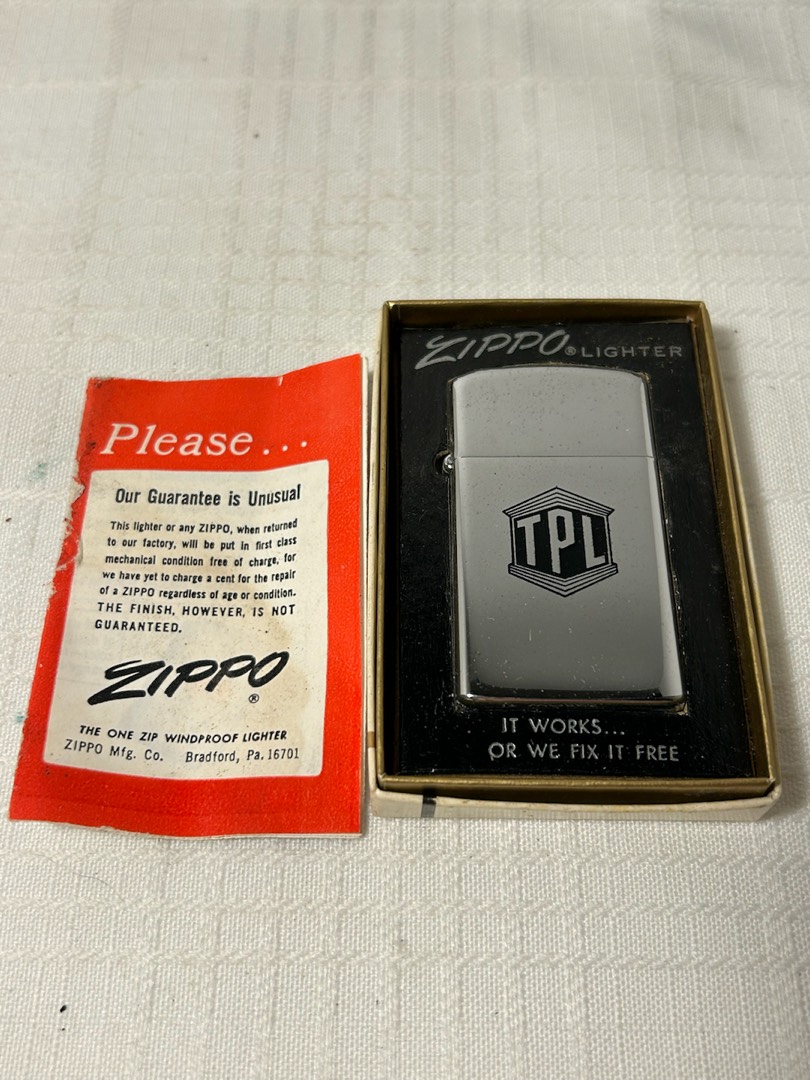 Please...
Our Guarantee is Unusual
This lighter or any ZIPPO, when returned
to our factory, will be put in first class
mechanical condition free of charge, for
we have yet to charge a cent for the repair
of a ZIPPO regardless of age or condition.
THE FINISH, HOWEVER, IS NOT
GUARANTEED.
ZIPPO
®
THE ONE ZIP WINDPROOF LIGHTER
ZIPPO Mfg. Co. Bradford, Pa. 16701
ZIPPO® LIGHTER
TPL
IT WORKS...
OR WE FIX IT FREE